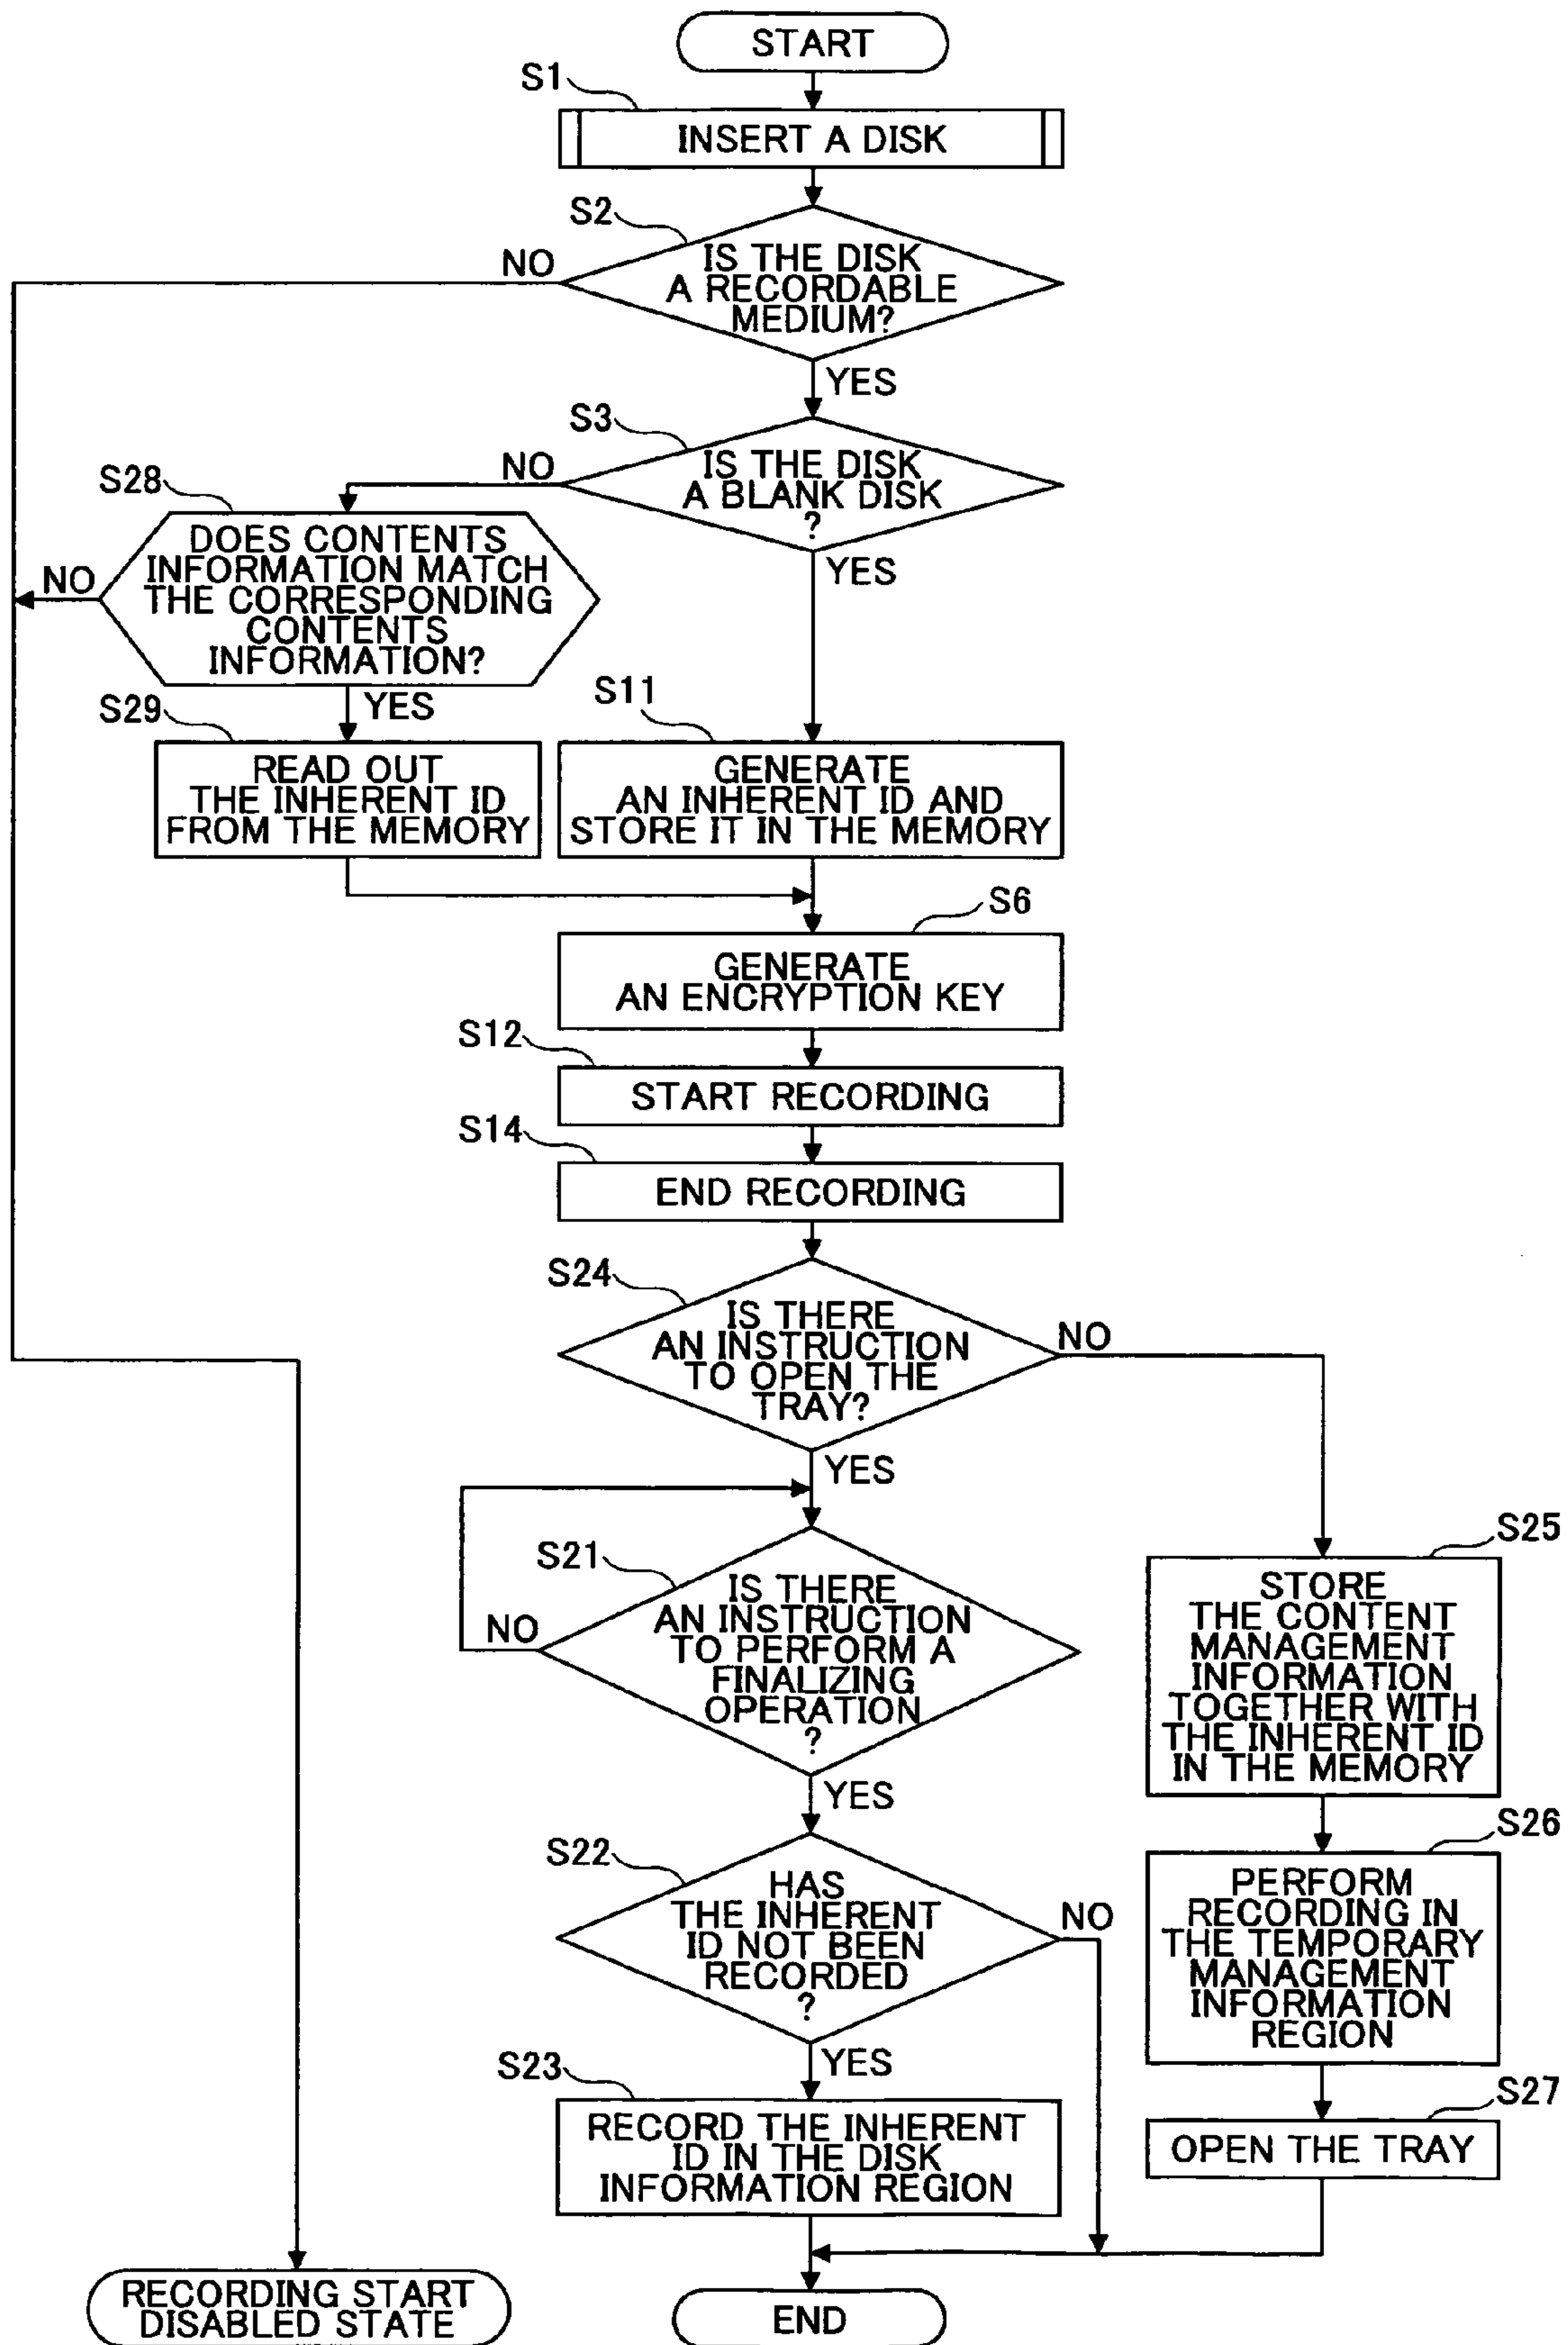 START
S1
INSERT A DISK
S2
IS THE DISK
A RECORDABLE
MEDIUM?
NO
YES
S3
IS THE DISK
A BLANK DISK
?
NO
YES
S28
DOES CONTENTS
INFORMATION MATCH
THE CORRESPONDING
CONTENTS
INFORMATION?
NO
YES
S29
READ OUT
THE INHERENT ID
FROM THE MEMORY
S11
GENERATE
AN INHERENT ID AND
STORE IT IN THE MEMORY
S6
GENERATE
AN ENCRYPTION KEY
S12
START RECORDING
S14
END RECORDING
S24
IS THERE
AN INSTRUCTION
TO OPEN THE
TRAY?
NO
YES
S21
IS THERE
AN INSTRUCTION
TO PERFORM A
FINALIZING
OPERATION
?
NO
YES
S22
HAS
THE INHERENT
ID NOT BEEN
RECORDED
?
NO
YES
S23
RECORD THE INHERENT
ID IN THE DISK
INFORMATION REGION
S25
STORE
THE CONTENT
MANAGEMENT
INFORMATION
TOGETHER WITH
THE INHERENT ID
IN THE MEMORY
S26
PERFORM
RECORDING IN
THE TEMPORARY
MANAGEMENT
INFORMATION
REGION
S27
OPEN THE TRAY
RECORDING START
DISABLED STATE
END